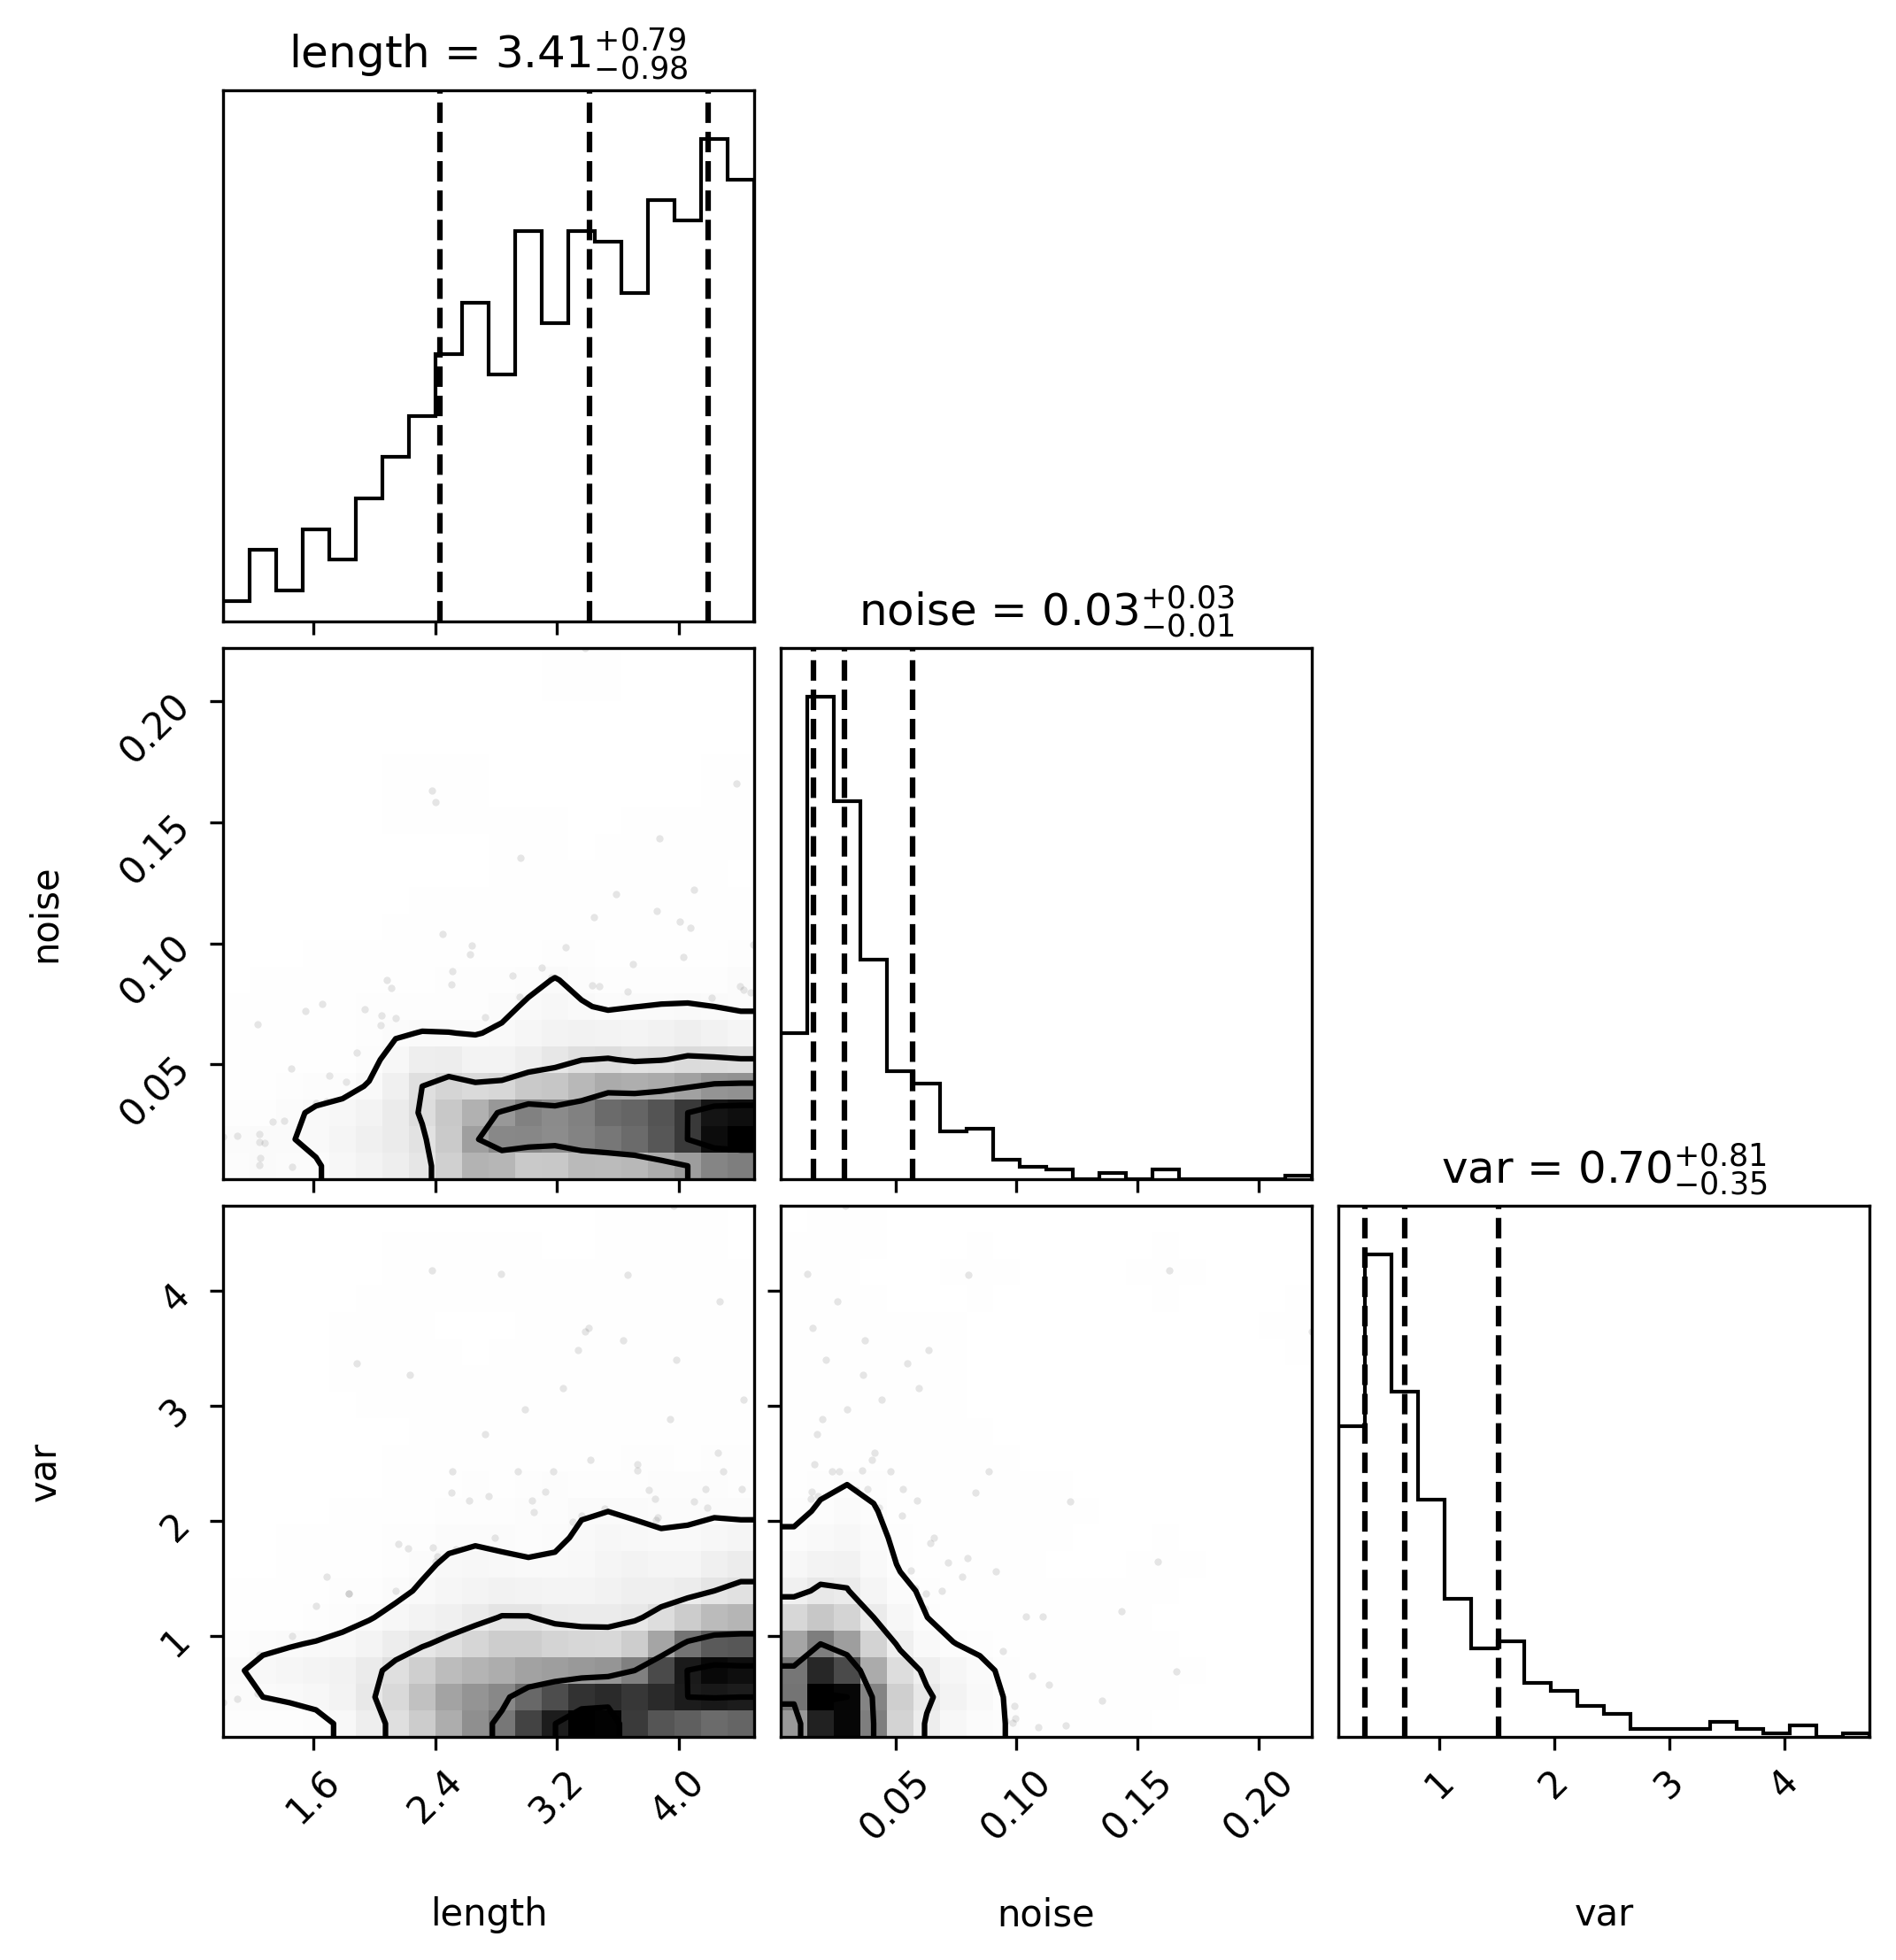 length = 3.41+0.79−0.98
noise = 0.03+0.03−0.01
var = 0.70+0.81−0.35
0.20
0.15
0.10
0.05
noise
4
3
2
1
var
1.6 2.4 3.2 4.0 0.05 0.10 0.15 0.20 1 2 3 4
length noise var